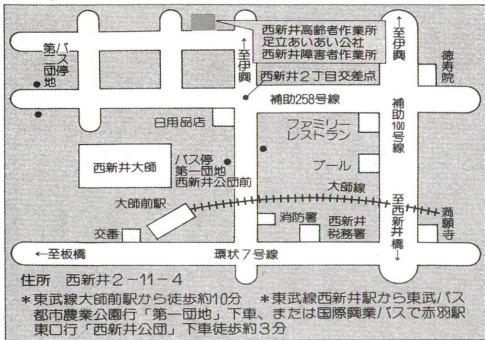 西新井高齢者作業所
足立あいあい公社
西新井障害者作業所
↑至伊興
↑至伊興
第一団地
バス停
西新井2丁目交差点
徳寿院
補助258号線
補助100号線
日用品店
ファミリー
レストラン
プール
西新井大師
バス停
第一団地
西新井公団前
大師線
大師前駅
至西新井橋↓
満願寺
消防署
西新井
税務署
交番
←至板橋
環状7号線
住所 西新井2-11-4
*東武線大師前駅から徒歩約10分 *東武線西新井駅から東武バス
都市農業公園行「第一団地」下車、または国際興業バスで赤羽駅
東口行「西新井公団」下車徒歩約3分